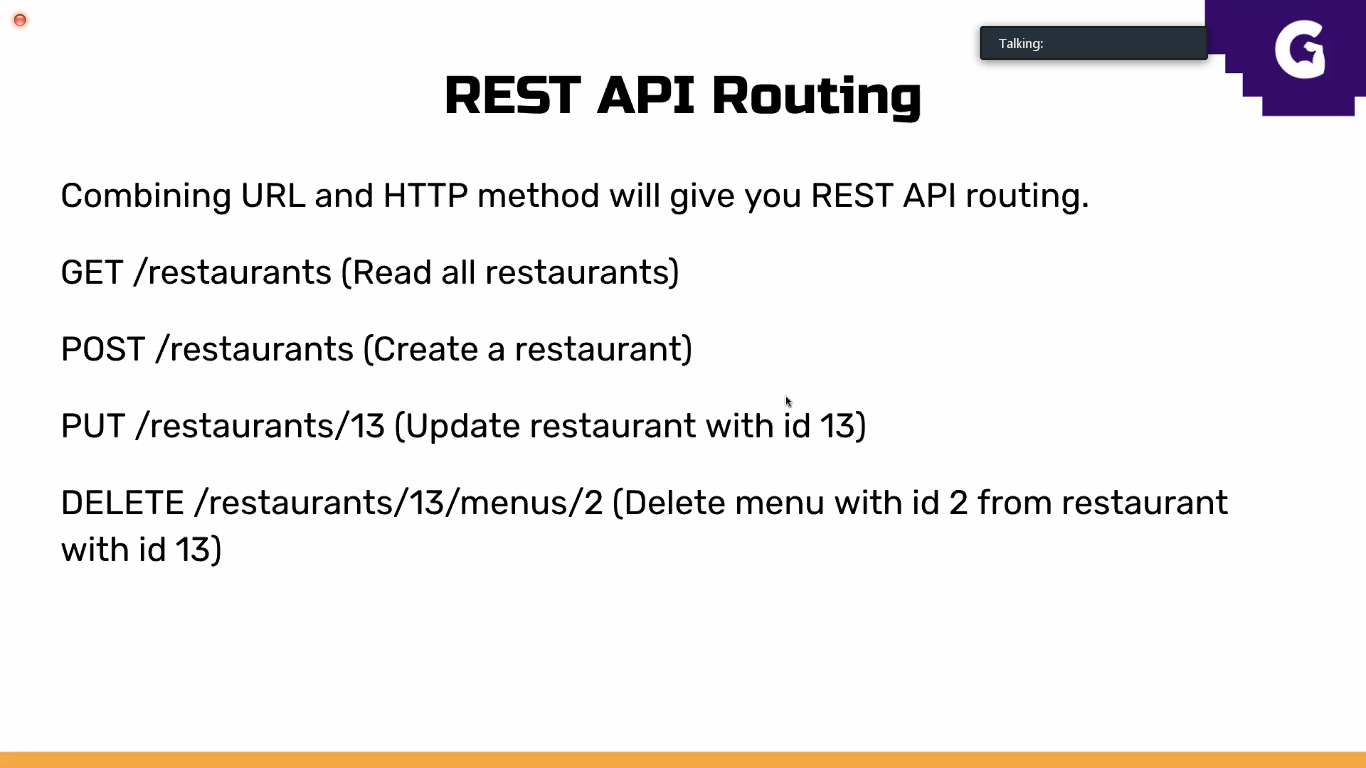 Talking:
G
REST API Routing
Combining URL and HTTP method will give you REST API routing.
GET /restaurants (Read all restaurants)
POST /restaurants (Create a restaurant)
PUT /restaurants/13 (Update restaurant with id 13)
DELETE /restaurants/13/menus/2 (Delete menu with id 2 from restaurant
with id 13)